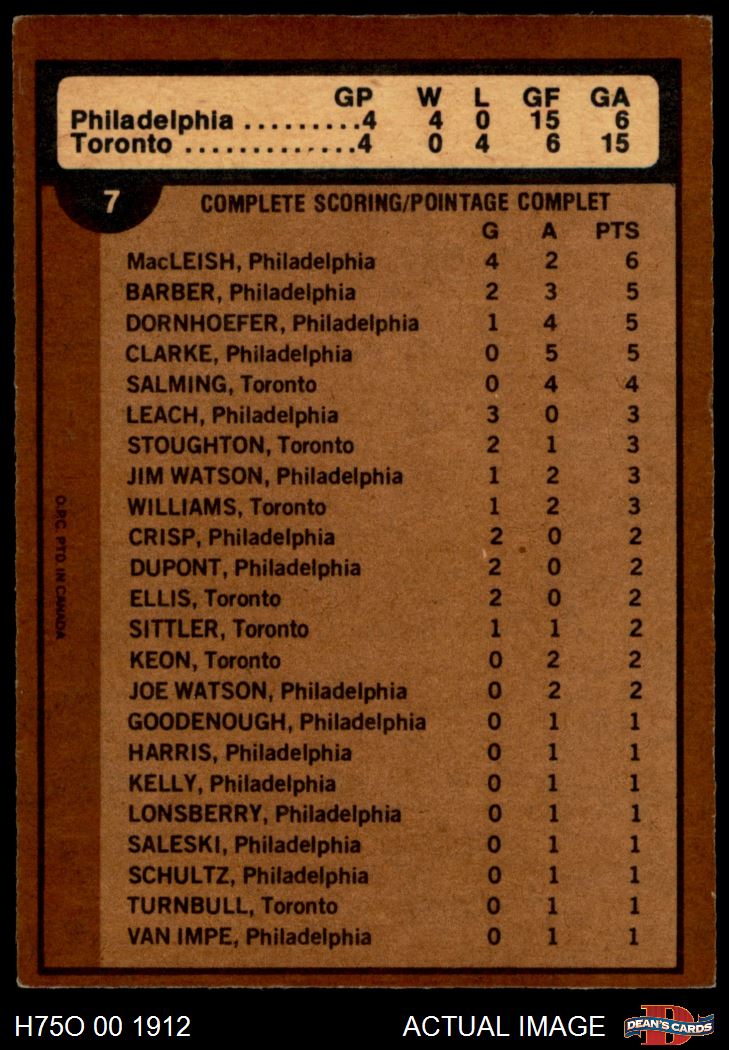 GP W L GF GA
Philadelphia .........4 4 0 15 6
Toronto .............4 0 4 6 15
7 COMPLETE SCORING/POINTAGE COMPLET
G A PTS
MacLEISH, Philadelphia 4 2 6
BARBER, Philadelphia 2 3 5
DORNHOEFER, Philadelphia 1 4 5
CLARKE, Philadelphia 0 5 5
SALMING, Toronto 0 4 4
LEACH, Philadelphia 3 0 3
STOUGHTON, Toronto 2 1 3
JIM WATSON, Philadelphia 1 2 3
WILLIAMS, Toronto 1 2 3
CRISP, Philadelphia 2 0 2
DUPONT, Philadelphia 2 0 2
ELLIS, Toronto 2 0 2
SITTLER, Toronto 1 1 2
KEON, Toronto 0 2 2
JOE WATSON, Philadelphia 0 2 2
GOODENOUGH, Philadelphia 0 1 1
HARRIS, Philadelphia 0 1 1
KELLY, Philadelphia 0 1 1
LONSBERRY, Philadelphia 0 1 1
SALESKI, Philadelphia 0 1 1
SCHULTZ, Philadelphia 0 1 1
TURNBULL, Toronto 0 1 1
VAN IMPE, Philadelphia 0 1 1
O.P.C. PTD. IN CANADA
H75O 00 1912 ACTUAL IMAGE
D
DEAN'S CARDS